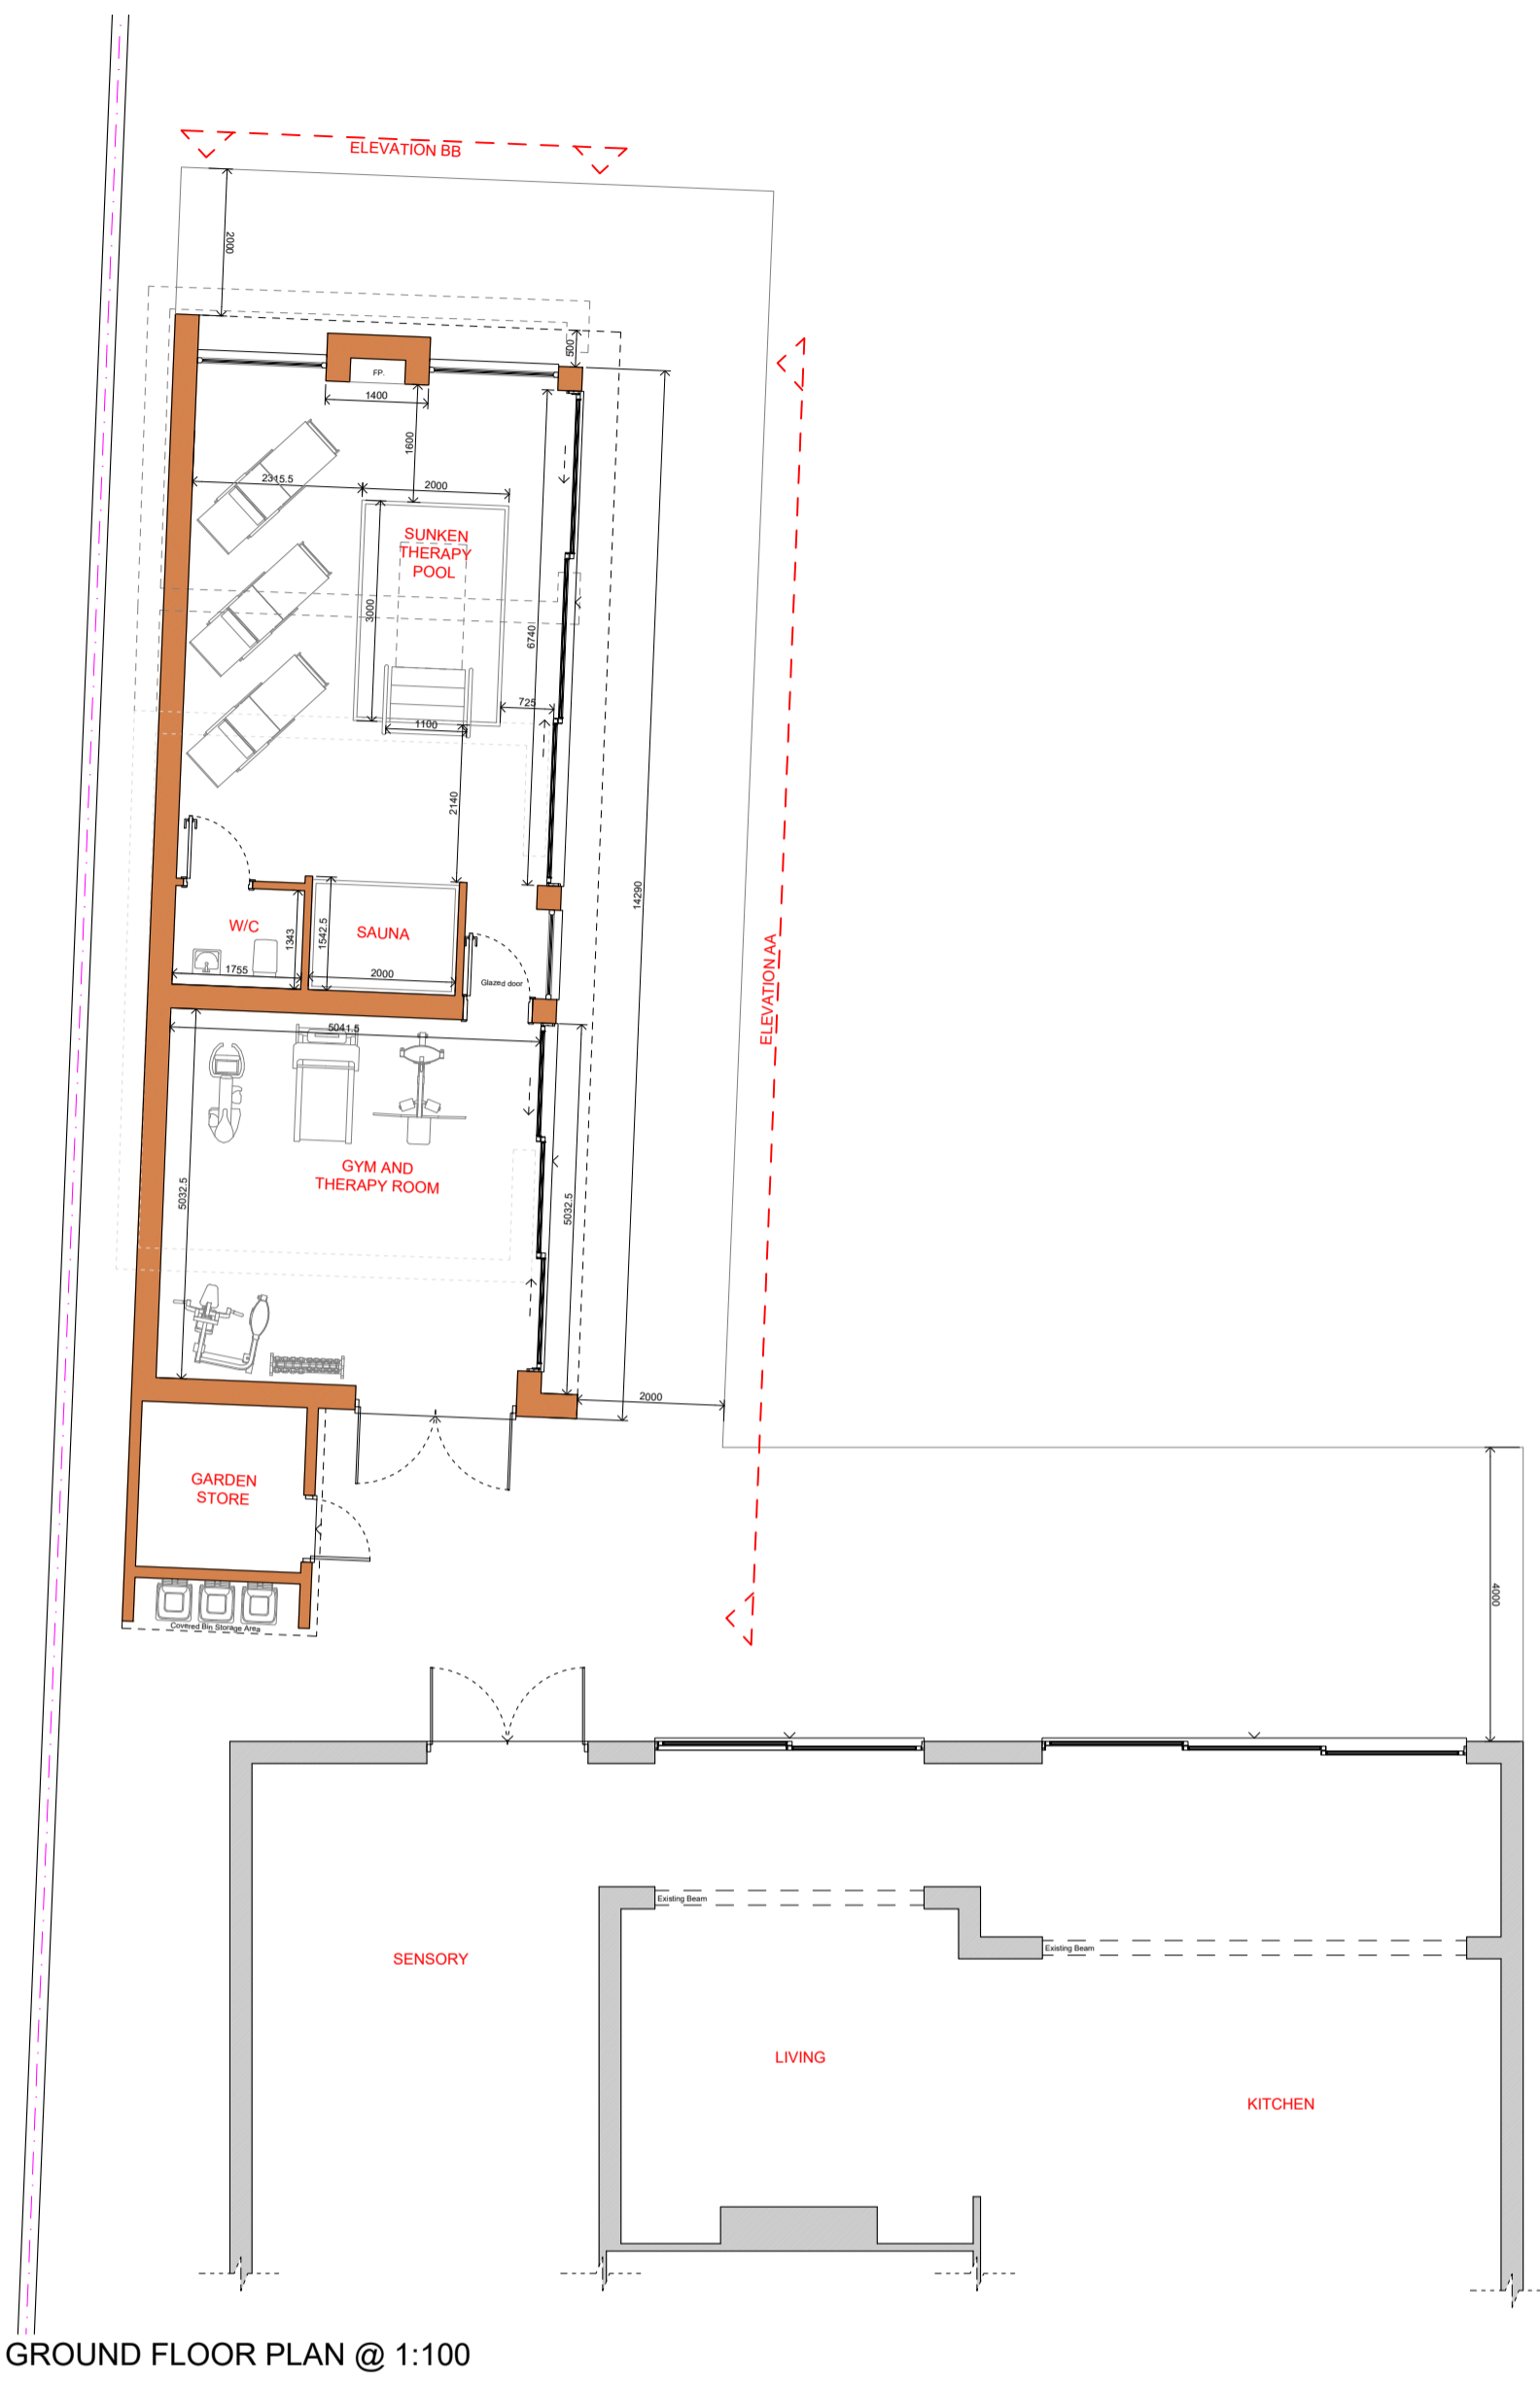 ELEVATION BB
2000
500
FP.
1400
1600
2315.5
2000
SUNKEN
THERAPY
POOL
3000
6740
725
1100
2140
14290
W/C
1343
1542.5
SAUNA
1755
2000
Glazed door
ELEVATION AA
5041.5
GYM AND
THERAPY ROOM
5032.5
5032.5
2000
GARDEN
STORE
4000
Covered Bin Storage Area
Existing Beam
Existing Beam
SENSORY
LIVING
KITCHEN
GROUND FLOOR PLAN @ 1:100